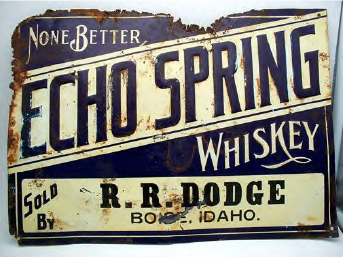 NONE BETTER
ECHO SPRING
WHISKEY
SOLD BY
R. R. DODGE
BOISE, IDAHO.